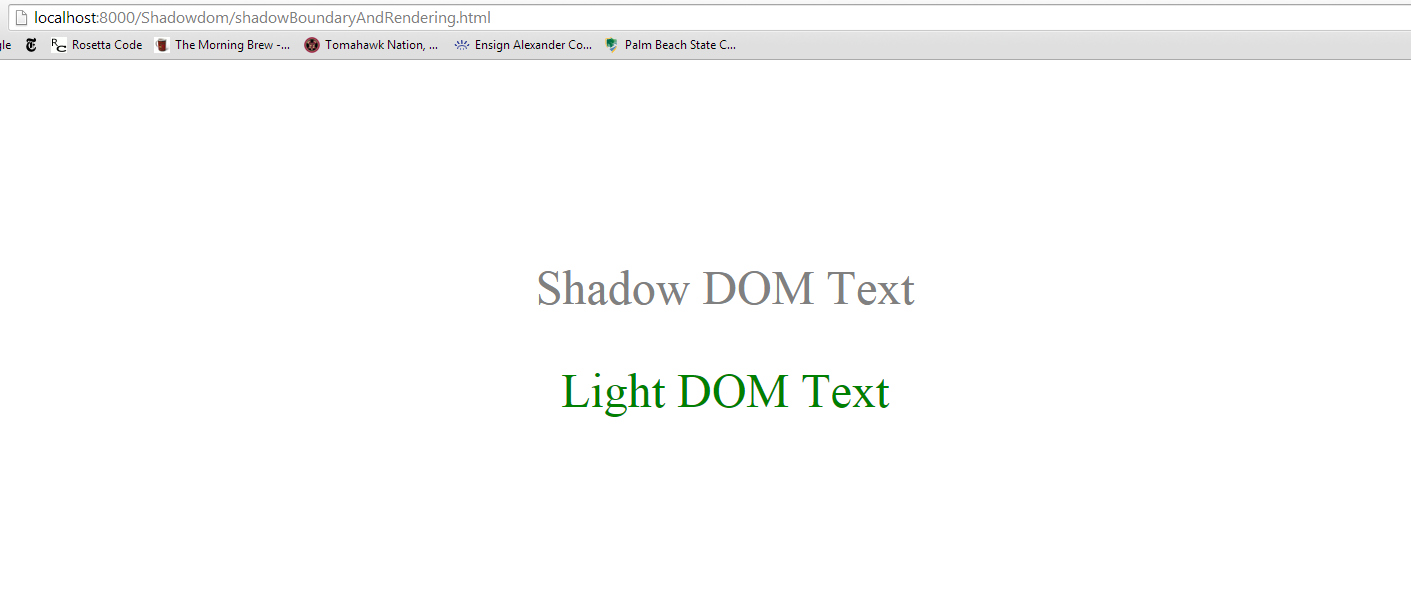 localhost:8000/Shadowdom/shadowBoundaryAndRendering.html
gle Rosetta Code The Morning Brew -... Tomahawk Nation, ... Ensign Alexander Co... Palm Beach State C...
Shadow DOM Text
Light DOM Text